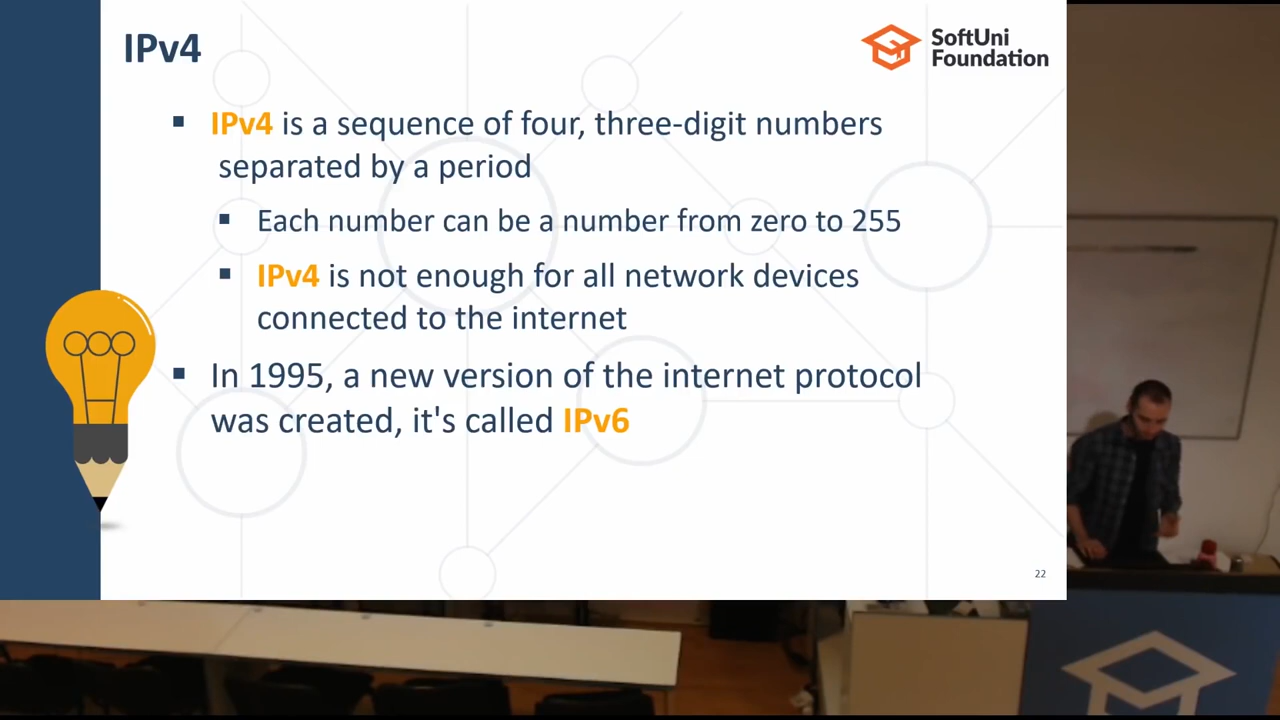 IPv4
SoftUni
Foundation
IPv4 is a sequence of four, three-digit numbers
separated by a period
Each number can be a number from zero to 255
IPv4 is not enough for all network devices
connected to the internet
In 1995, a new version of the internet protocol
was created, it's called IPv6
22